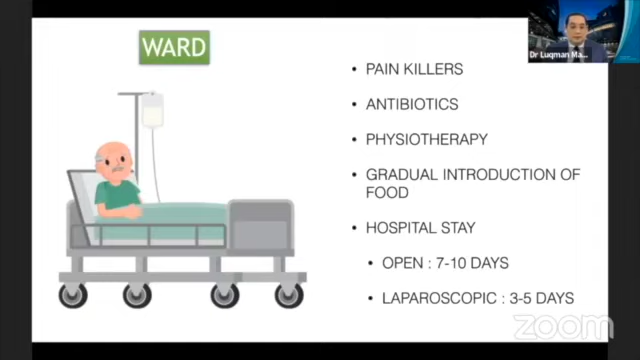 WARD
Dr Luqman Ma...
• PAIN KILLERS
• ANTIBIOTICS
• PHYSIOTHERAPY
• GRADUAL INTRODUCTION OF
FOOD
• HOSPITAL STAY
• OPEN : 7-10 DAYS
• LAPAROSCOPIC : 3-5 DAYS
zoom